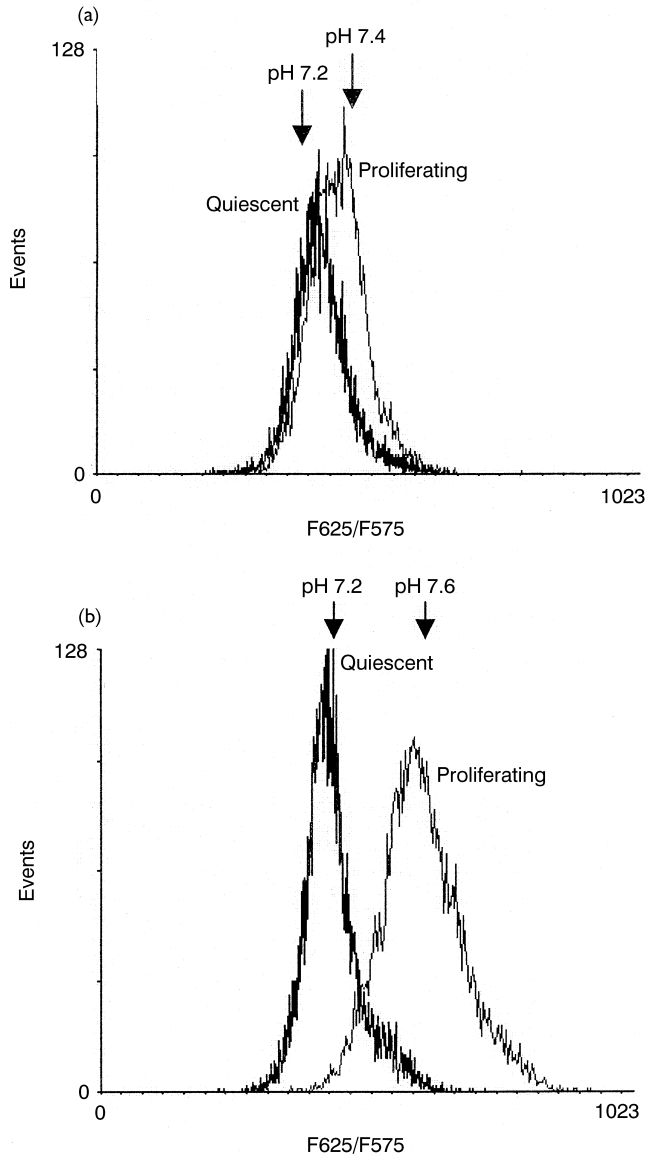 (a)
pH 7.4
128
pH 7.2
Proliferating
Quiescent
Events
0
0
1023
F625/F575
pH 7.2
pH 7.6
(b)
128
Quiescent
Proliferating
Events
0
0
1023
F625/F575